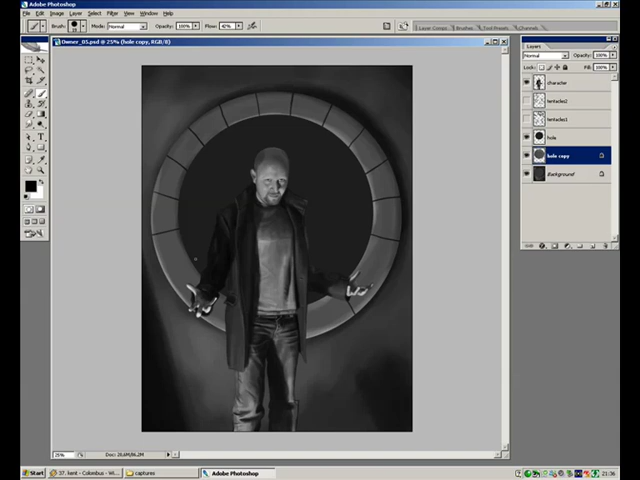 Adobe Photoshop
File Edit Image Layer Select Filter View Window Help
Brush: Mode: Normal Opacity: 100% Flow: 42%
Layer Comps Brushes Tool Presets Channels
Owner_05.psd @ 25% (hole copy, RGB/8)
Layers
Normal Opacity: 100%
Lock: Fill: 100%
character
tentacles2
tentacles1
hole
hole copy
Background
25% Doc: 20,6M/86,2M
Start 37. kent - Colombus - Wi... captures Adobe Photoshop 21:36